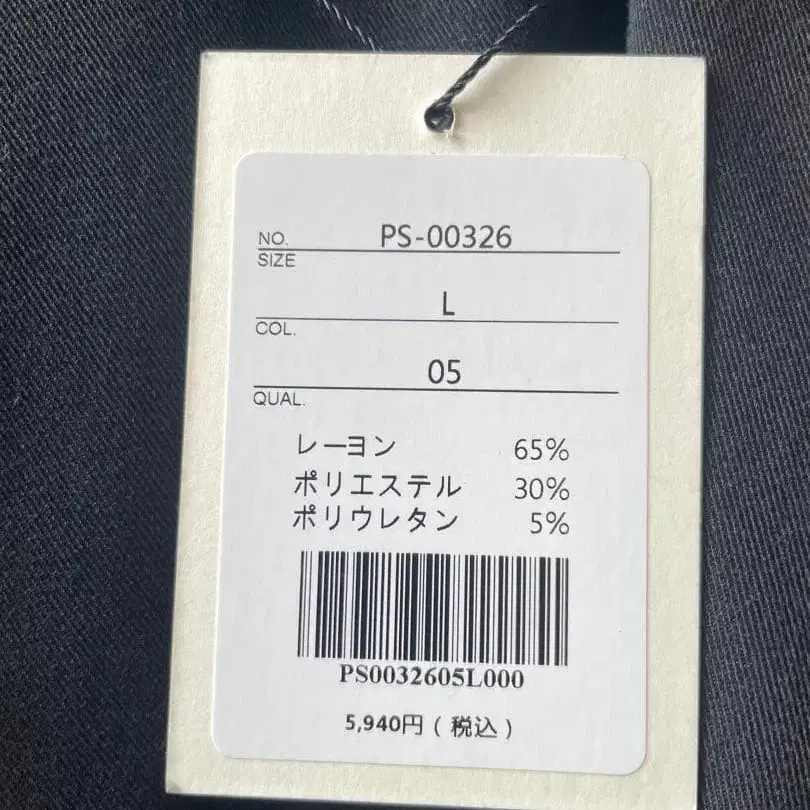 NO. PS-00326
SIZE
L
COL.
05
QUAL.
レーヨン 65%
ポリエステル 30%
ポリウレタン 5%
PS0032605L000
5,940円 ( 税込 )